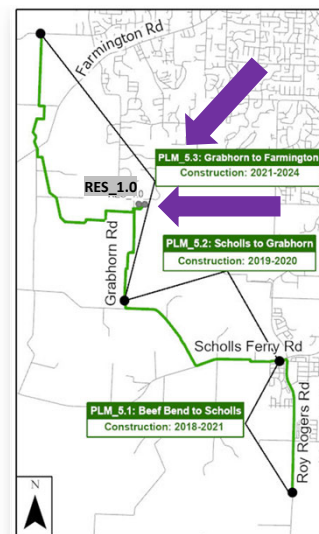 Farmington Rd
PLM_5.3: Grabhorn to Farmington
Construction: 2021-2024
RES_1.0
PLM_5.2: Scholls to Grabhorn
Construction: 2019-2020
Grabhorn Rd
Scholls Ferry Rd
PLM_5.1: Beef Bend to Scholls
Construction: 2018-2021
Roy Rogers Rd
N